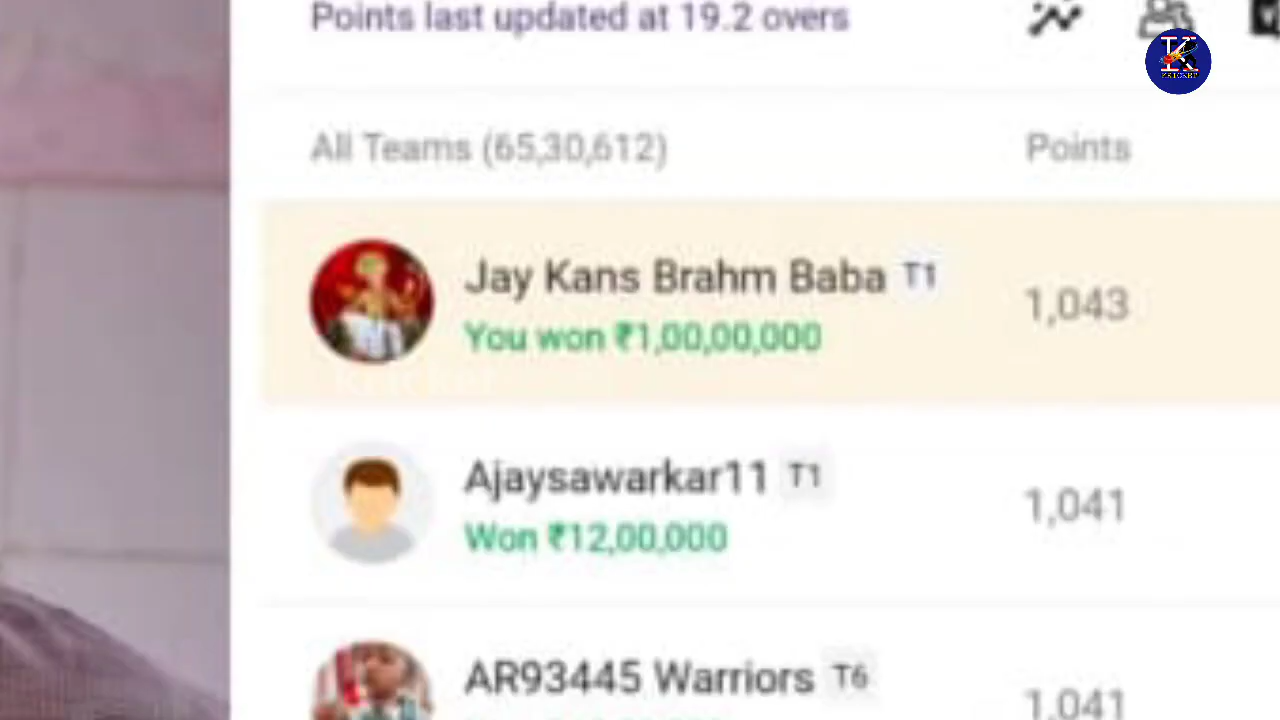 Points last updated at 19.2 overs
K
KRICKET
All Teams (65,30,612)
Points
Jay Kans Brahm Baba T1
1,043
You won ₹1,00,00,000
Kricket
Ajaysawarkar11 T1
1,041
Won ₹12,00,000
AR93445 Warriors T6
1,041